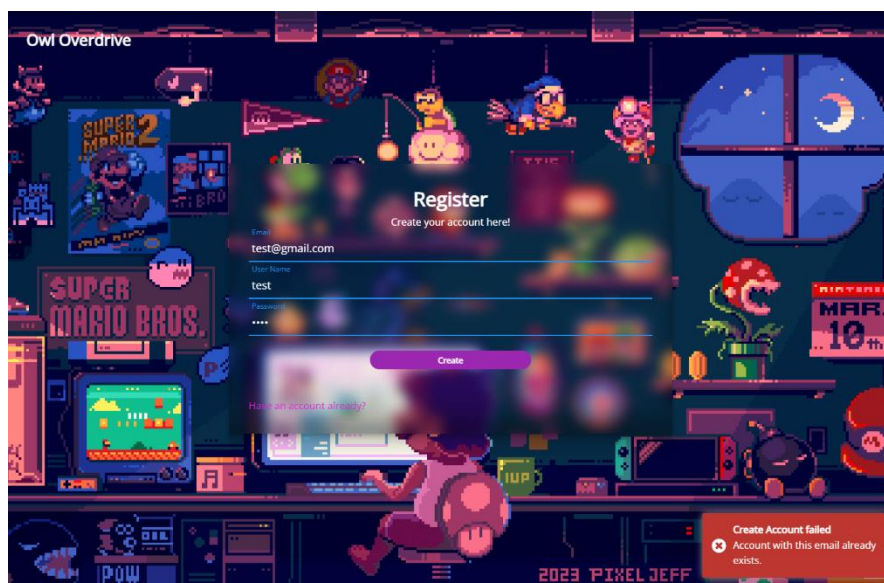 Owl Overdrive
SUPER
MARIO 2
BRO
Register
Create your account here!
Email
test@gmail.com
User Name
test
Password
••••
Create
Have an account already?
SUPER
MARIO BROS.
P
MAR.
10th
1UP
OIL
POW
Create Account failed
Account with this email already
exists.
2023 PIXEL JEFF